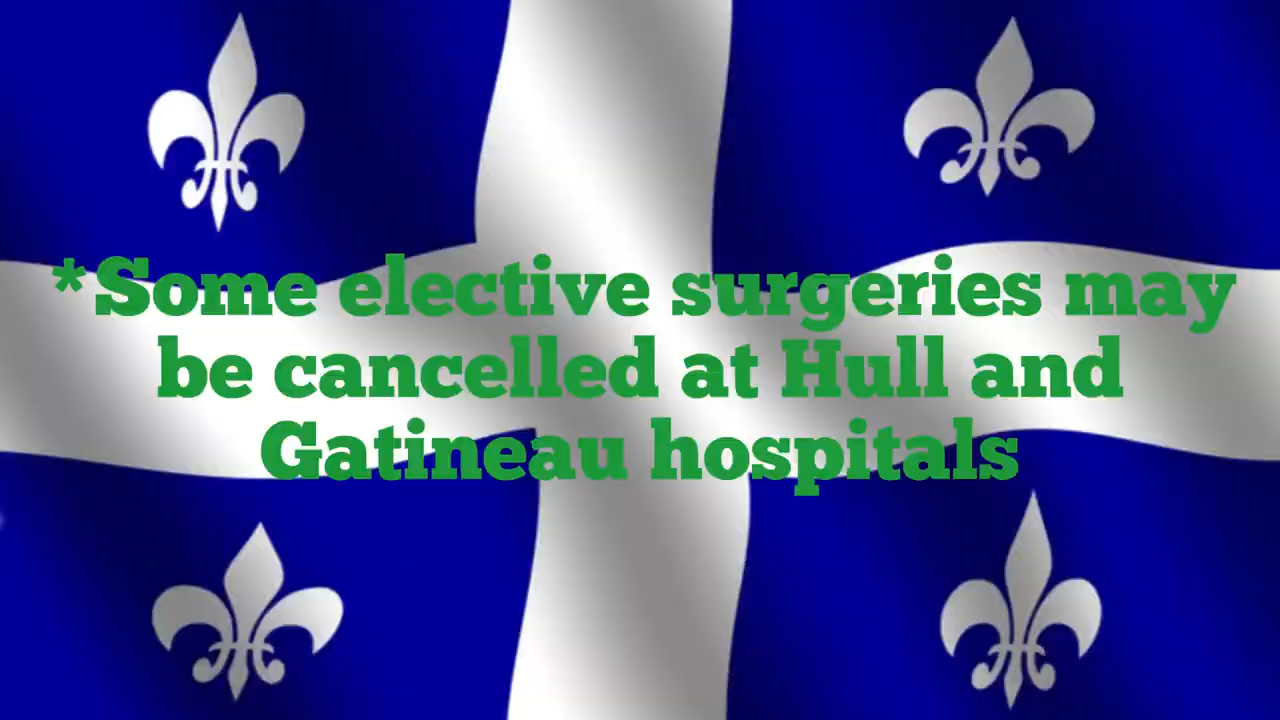 *Some elective surgeries may
be cancelled at Hull and
Gatineau hospitals